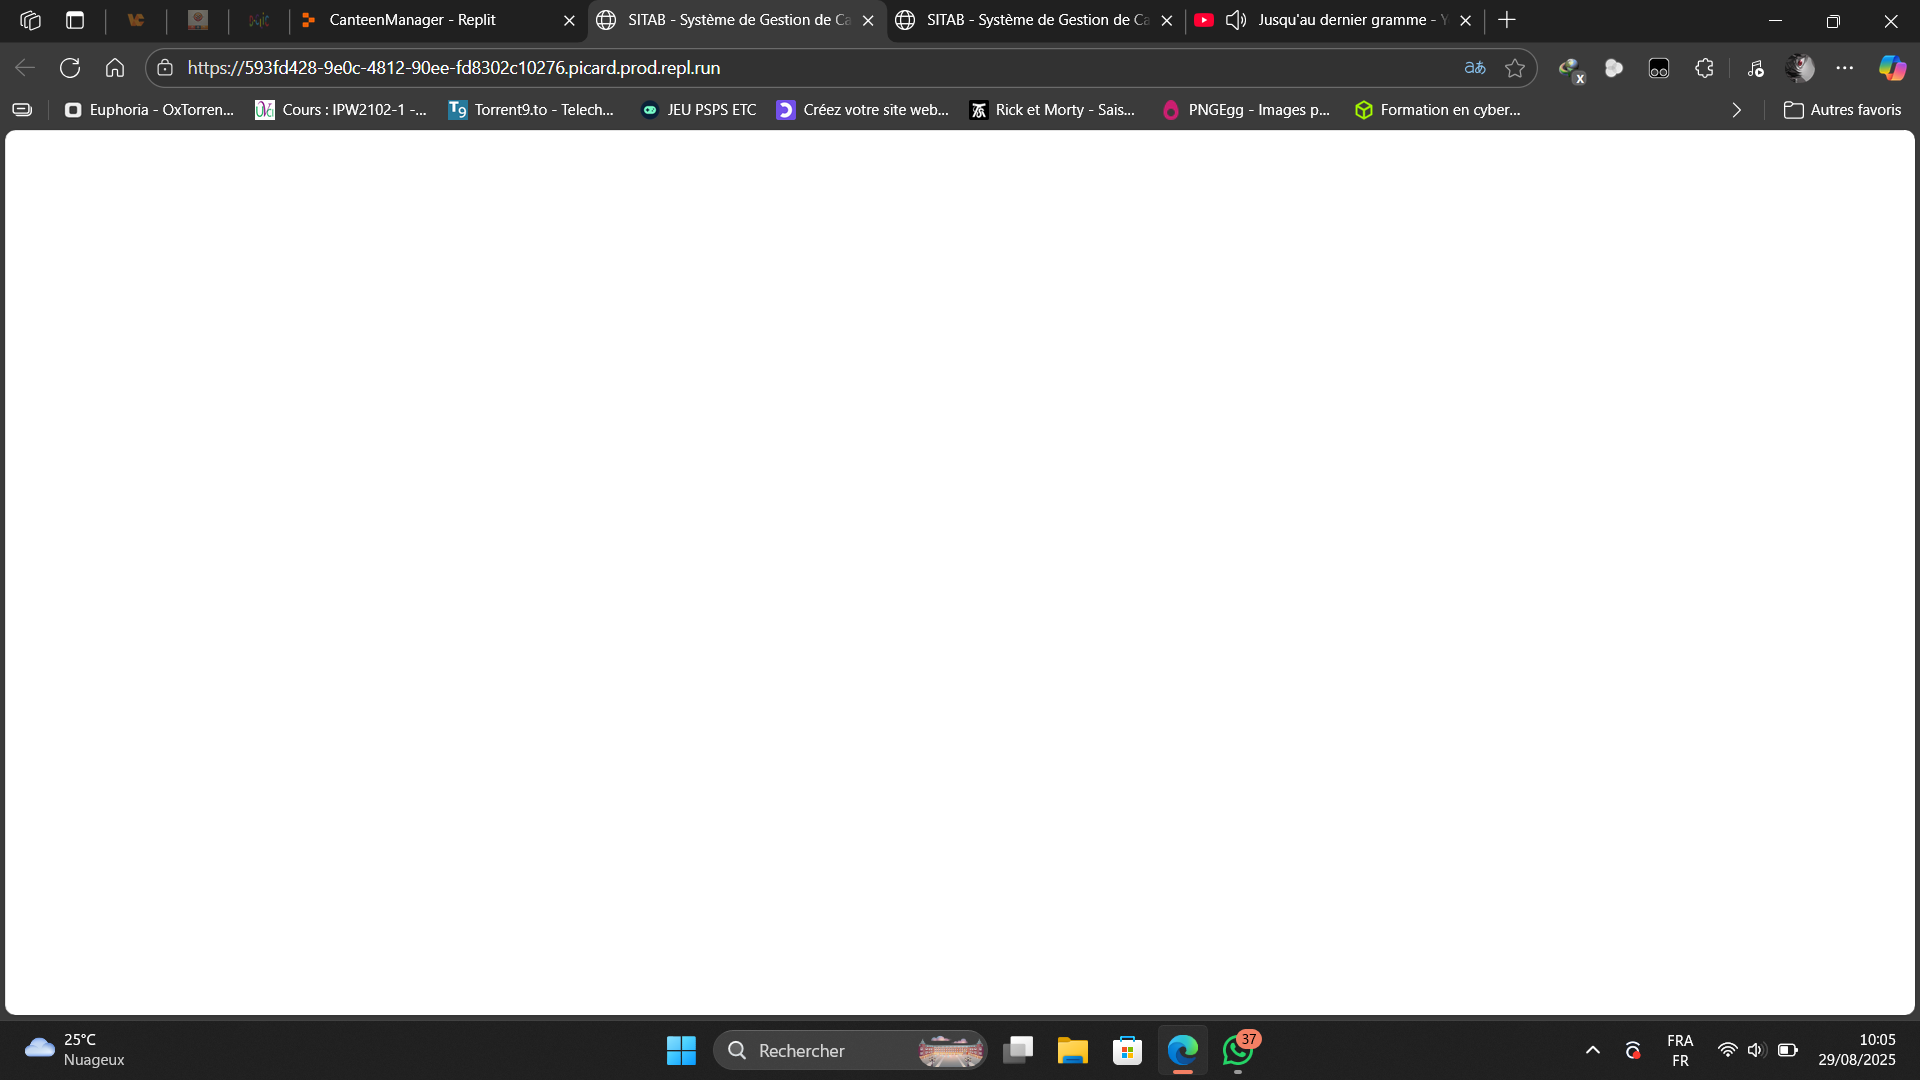 CanteenManager - Replit
SITAB - Système de Gestion de Ca
SITAB - Système de Gestion de Ca
Jusqu'au dernier gramme - Y
https://593fd428-9e0c-4812-90ee-fd8302c10276.picard.prod.repl.run
aあ
x
Euphoria - OxTorren...
Cours : IPW2102-1 -...
T9
Torrent9.to - Telech...
JEU PSPS ETC
Créez votre site web...
Rick et Morty - Sais...
PNGEgg - Images p...
Formation en cyber...
Autres favoris
25°C
Nuageux
Rechercher
37
FRA
FR
10:05
29/08/2025